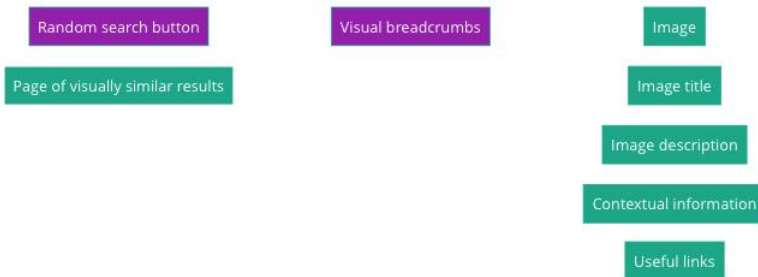 Random search button
Visual breadcrumbs
Image
Page of visually similar results
Image title
Image description
Contextual information
Useful links